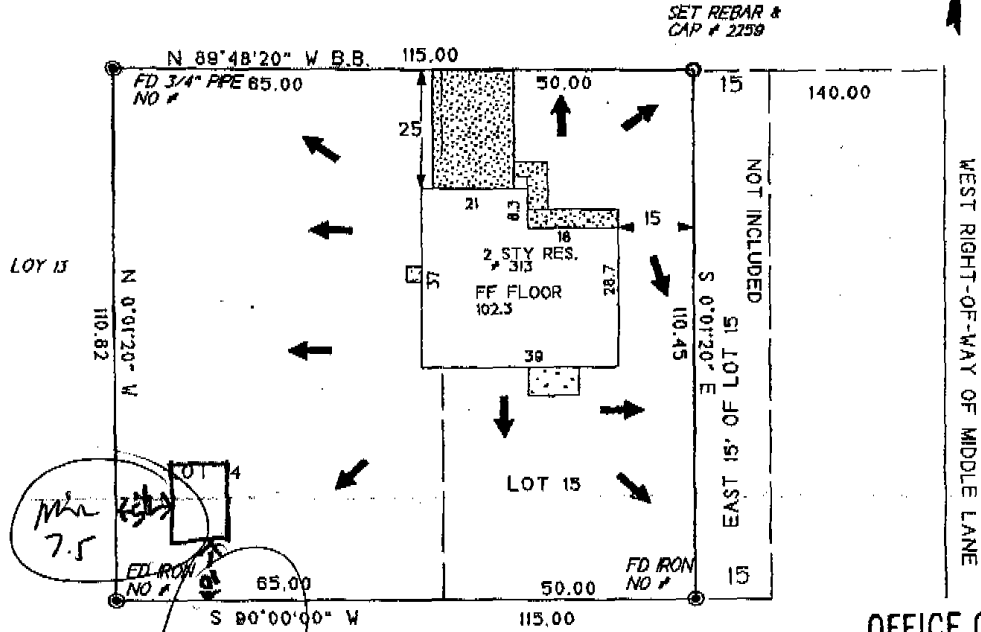 SET REBAR &
CAP # 2259
N 89°48'20" W B.B. 115.00
FD 3/4" PIPE 65.00
NO #
50.00
15
140.00
25
21
8.3
18
15
2 STY RES.
# 313
FF FLOOR
102.3
37
28.7
39
LOY 13
N 0°01'20" W
110.82
S 0°01'20" E
110.45
NOT INCLUDED
EAST 15' OF LOT 15
WEST RIGHT-OF-WAY OF MIDDLE LANE
LOT 15
4
Min
7.5
FD IRON
NO #
65.00
50.00
FD IRON
NO #
15
S 90°00'00" W 115.00
OFFICE